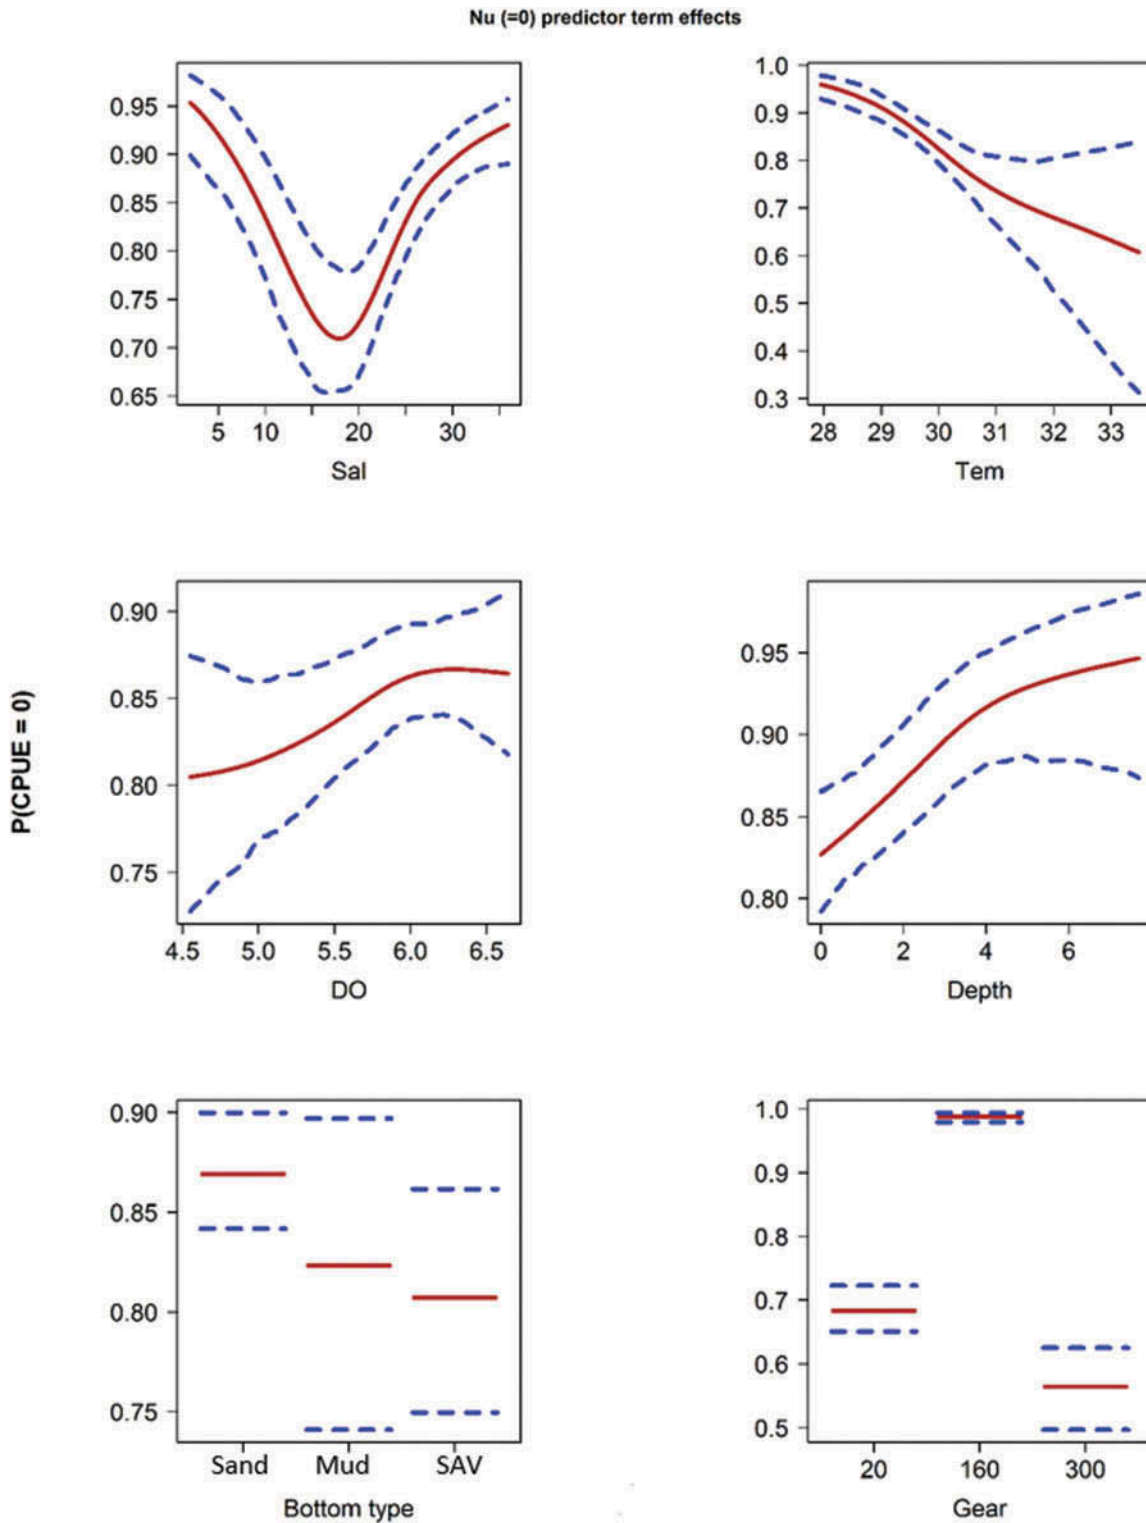 Nu (=0) predictor term effects
P(CPUE = 0)
0.95
0.90
0.85
0.80
0.75
0.70
0.65
5 10 20 30
Sal
1.0
0.9
0.8
0.7
0.6
0.5
0.4
0.3
28 29 30 31 32 33
Tem
0.90
0.85
0.80
0.75
4.5 5.0 5.5 6.0 6.5
DO
0.95
0.90
0.85
0.80
0 2 4 6
Depth
0.90
0.85
0.80
0.75
Sand Mud SAV
Bottom type
1.0
0.9
0.8
0.7
0.6
0.5
20 160 300
Gear